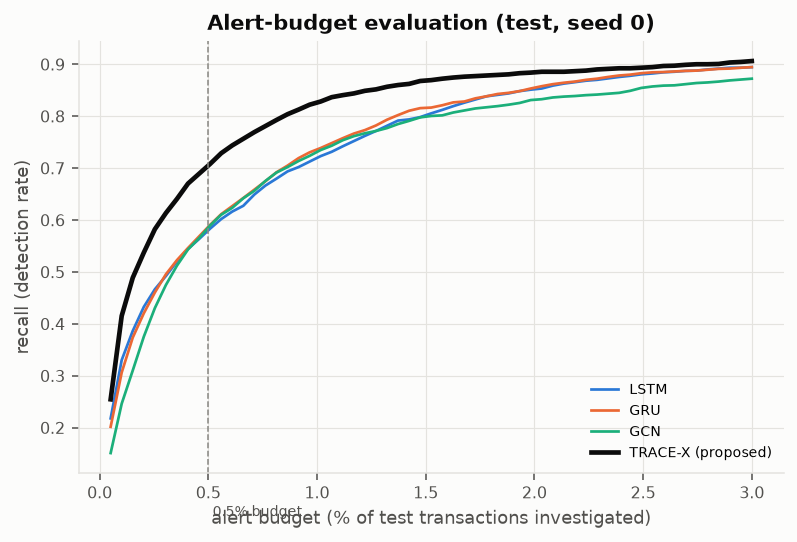 Alert-budget evaluation (test, seed 0)
recall (detection rate)
0.9
0.8
0.7
0.6
0.5
0.4
0.3
0.2
LSTM
GRU
GCN
TRACE-X (proposed)
0.0 0.5 1.0 1.5 2.0 2.5 3.0
0.5% budget
alert budget (% of test transactions investigated)